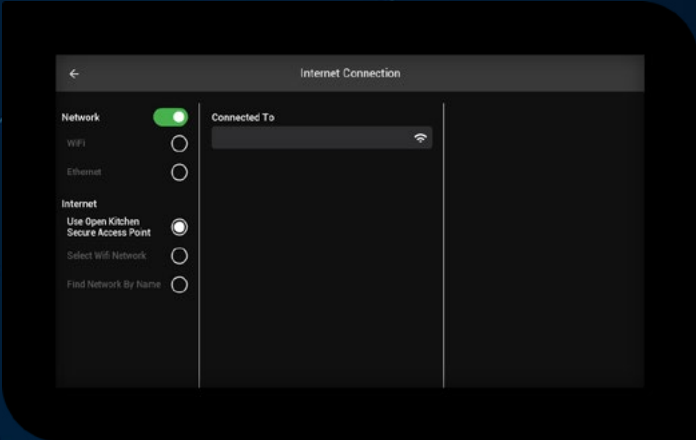 Internet Connection
Network
WiFi
Ethernet
Internet
Use Open Kitchen
Secure Access Point
Select Wifi Network
Find Network By Name
Connected To